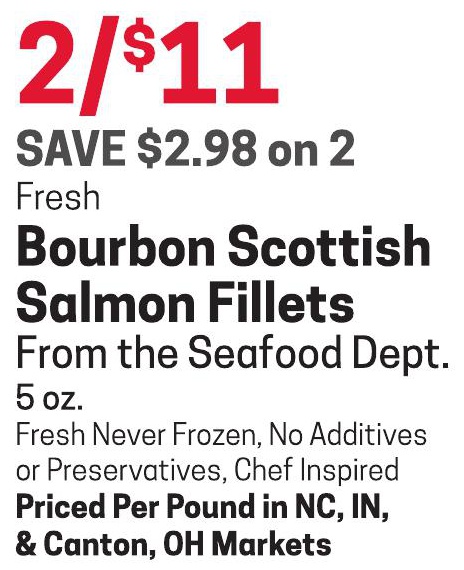 2/$11
SAVE $2.98 on 2
Fresh
Bourbon Scottish
Salmon Fillets
From the Seafood Dept.
5 oz.
Fresh Never Frozen, No Additives
or Preservatives, Chef Inspired
Priced Per Pound in NC, IN,
& Canton, OH Markets